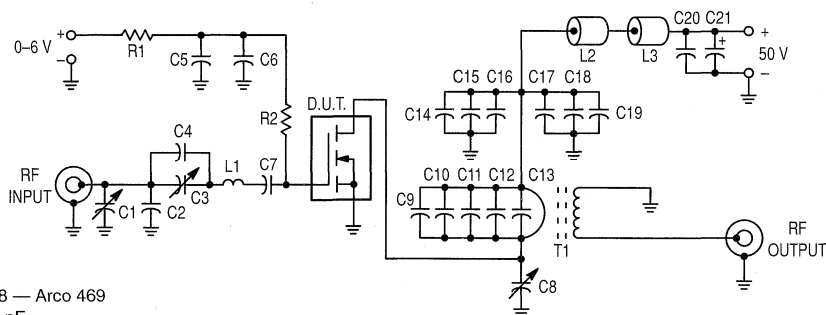 C20 C21
+
0–6 V
–
R1
C5
C6
L2
L3
+
+
50 V
–
C15 C16
C17 C18
C14
C19
R2
D.U.T.
C4
L1
C7
RF
INPUT
C1
C2
C3
C10 C11 C12 C13
C9
T1
RF
OUTPUT
C8
8 — Arco 469
pF